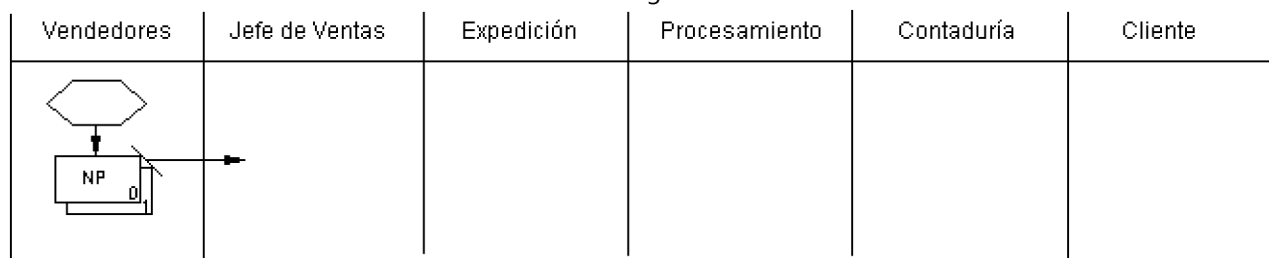 Vendedores Jefe de Ventas Expedición Procesamiento Contaduría Cliente
NP
0
1